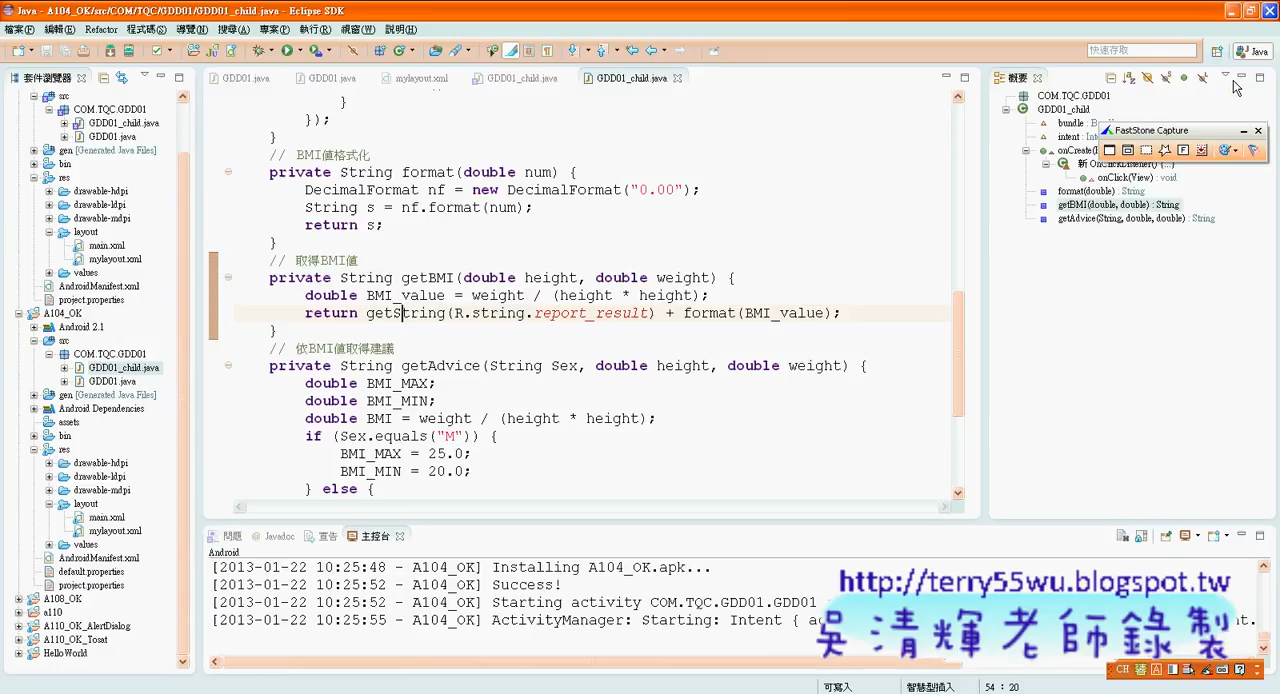 Java - A104_OK/src/COM/TQC/GDD01/GDD01_child.java - Eclipse SDK
檔案(F) 編輯(E) Refactor 程式碼(S) 導覽(N) 搜尋(A) 專案(P) 執行(R) 視窗(W) 說明(H)
快速存取
Java
套件瀏覽器
src
COM.TQC.GDD01
GDD01_child.java
GDD01.java
gen [Generated Java Files]
bin
res
drawable-hdpi
drawable-ldpi
drawable-mdpi
layout
main.xml
mylayout.xml
values
AndroidManifest.xml
project.properties
A104_OK
Android 2.1
src
COM.TQC.GDD01
GDD01_child.java
GDD01.java
gen [Generated Java Files]
Android Dependencies
assets
bin
res
drawable-hdpi
drawable-ldpi
drawable-mdpi
layout
main.xml
mylayout.xml
values
AndroidManifest.xml
default.properties
project.properties
A108_OK
a110
A110_OK_AlertDialog
A110_OK_Tosat
HelloWorld
GDD01.java GDD01.java mylayout.xml GDD01_child.java GDD01_child.java
}
});
}
// BMI值格式化
private String format(double num) {
DecimalFormat nf = new DecimalFormat("0.00");
String s = nf.format(num);
return s;
}
// 取得BMI值
private String getBMI(double height, double weight) {
double BMI_value = weight / (height * height);
return getString(R.string.report_result) + format(BMI_value);
}
// 依BMI值取得建議
private String getAdvice(String Sex, double height, double weight) {
double BMI_MAX;
double BMI_MIN;
double BMI = weight / (height * height);
if (Sex.equals("M")) {
BMI_MAX = 25.0;
BMI_MIN = 20.0;
} else {
概要
COM.TQC.GDD01
GDD01_child
bundle
intent
FastStone Capture
onCreate(
新 OnClickListener() {...}
onClick(View) : void
format(double) : String
getBMI(double, double) : String
getAdvice(String, double, double) : String
問題 @ Javadoc 宣告 主控台
Android
[2013-01-22 10:25:48 - A104_OK] Installing A104_OK.apk...
[2013-01-22 10:25:52 - A104_OK] Success!
[2013-01-22 10:25:52 - A104_OK] Starting activity COM.TQC.GDD01.GDD01
[2013-01-22 10:25:55 - A104_OK] ActivityManager: Starting: Intent {
http://terry55wu.blogspot.tw
吳清輝老師錄製
CH
可寫入 智慧型插入 54 : 20